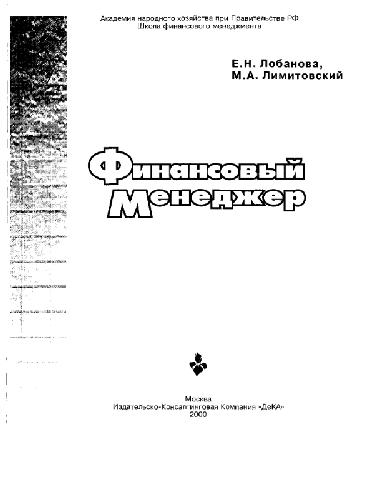 Академия народного хозяйства при Правительстве РФ
Школа финансового менеджмента
Е.Н. Лобанова,
М.А. Лимитовский
Финансовый
Менеджер
Москва
Издательско-Консалтинговая Компания «ДеКА»
2000